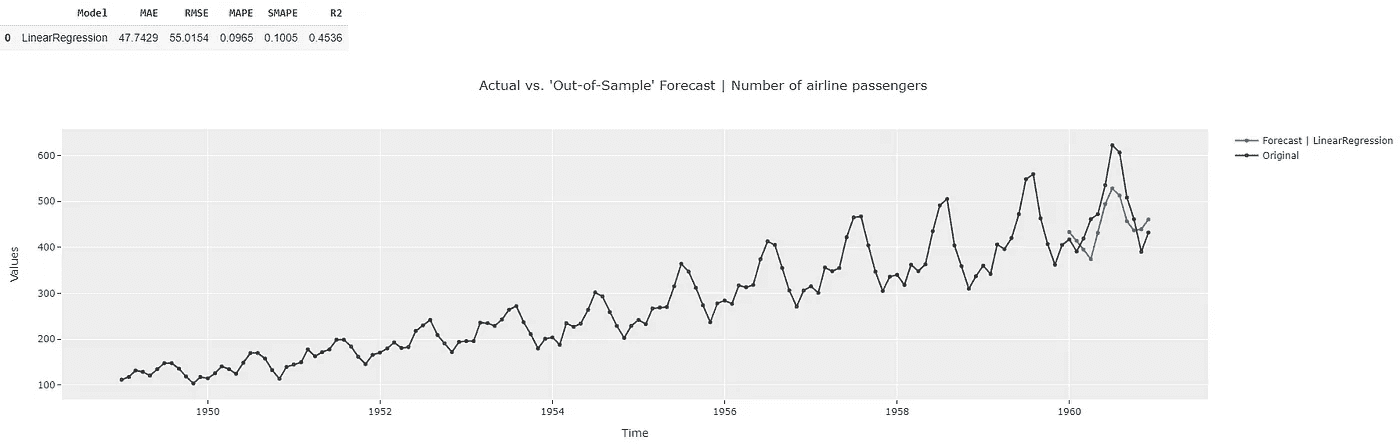 Model MAE RMSE MAPE SMAPE R2
0 LinearRegression 47.7429 55.0154 0.0965 0.1005 0.4536
Actual vs. 'Out-of-Sample' Forecast | Number of airline passengers
Forecast | LinearRegression
Original
600
500
400
300
200
100
Values
1950 1952 1954 1956 1958 1960
Time